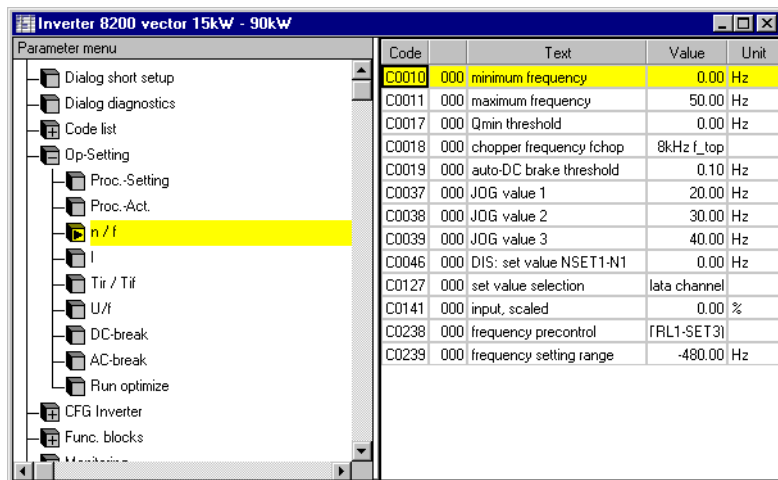 Inverter 8200 vector 15kW - 90kW
Parameter menu
Dialog short setup
Dialog diagnostics
Code list
Op-Setting
Proc.-Setting
Proc.-Act.
n / f
I
Tir / Tif
U/f
DC-break
AC-break
Run optimize
CFG Inverter
Func. blocks
Code Text Value Unit
C0010 000 minimum frequency 0.00 Hz
C0011 000 maximum frequency 50.00 Hz
C0017 000 Qmin threshold 0.00 Hz
C0018 000 chopper frequency fchop 8kHz f_top
C0019 000 auto-DC brake threshold 0.10 Hz
C0037 000 JOG value 1 20.00 Hz
C0038 000 JOG value 2 30.00 Hz
C0039 000 JOG value 3 40.00 Hz
C0046 000 DIS: set value NSET1-N1 0.00 Hz
C0127 000 set value selection lata channel
C0141 000 input, scaled 0.00 %
C0238 000 frequency precontrol TRL1-SET3)
C0239 000 frequency setting range -480.00 Hz